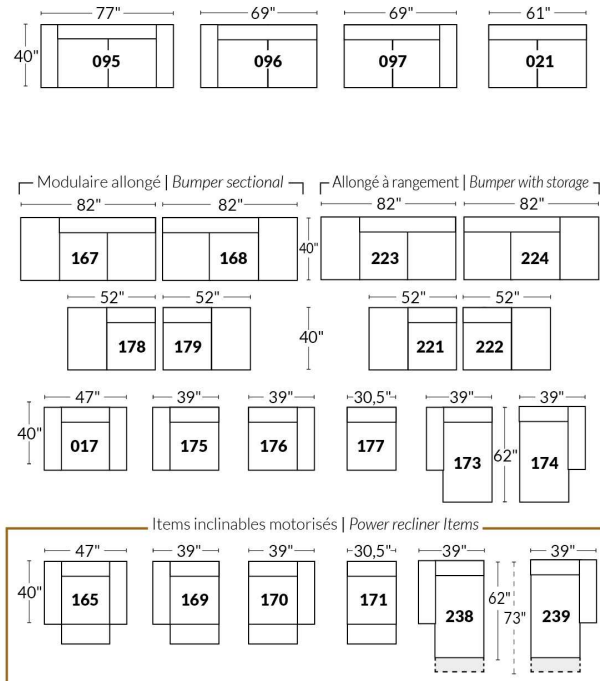 77" 69" 69" 61"
40" 095 096 097 021
Modulaire allongé | Bumper sectional Allongé à rangement | Bumper with storage
82" 82" 82" 82"
167 168 40" 223 224
52" 52" 52" 52"
178 179 40" 221 222
47" 39" 39" 30,5" 39" 39"
40" 017 175 176 177 173 62" 174
Items inclinables motorisés | Power recliner Items
47" 39" 39" 30,5" 39" 39"
40" 165 169 170 171 238 62" 73" 239